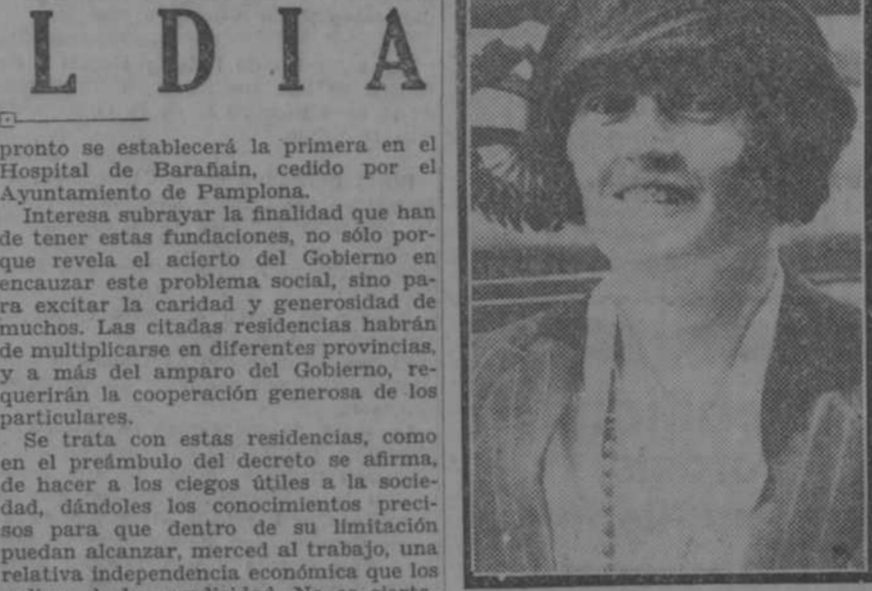 L DIA
pronto se establecerá la primera en el
Hospital de Barañain, cedido por el
Ayuntamiento de Pamplona.
Interesa subrayar la finalidad que han
de tener estas fundaciones, no sólo por-
que revela el acierto del Gobierno en
encauzar este problema social, sino pa-
ra excitar la caridad y generosidad de
muchos. Las citadas residencias habrán
de multiplicarse en diferentes provincias,
y a más del amparo del Gobierno, re-
querirán la cooperación generosa de los
particulares.
Se trata con estas residencias, como
en el preámbulo del decreto se afirma,
de hacer a los ciegos útiles a la socie-
dad, dándoles los conocimientos preci-
sos para que dentro de su limitación
puedan alcanzar, merced al trabajo, una
relativa independencia económica que los